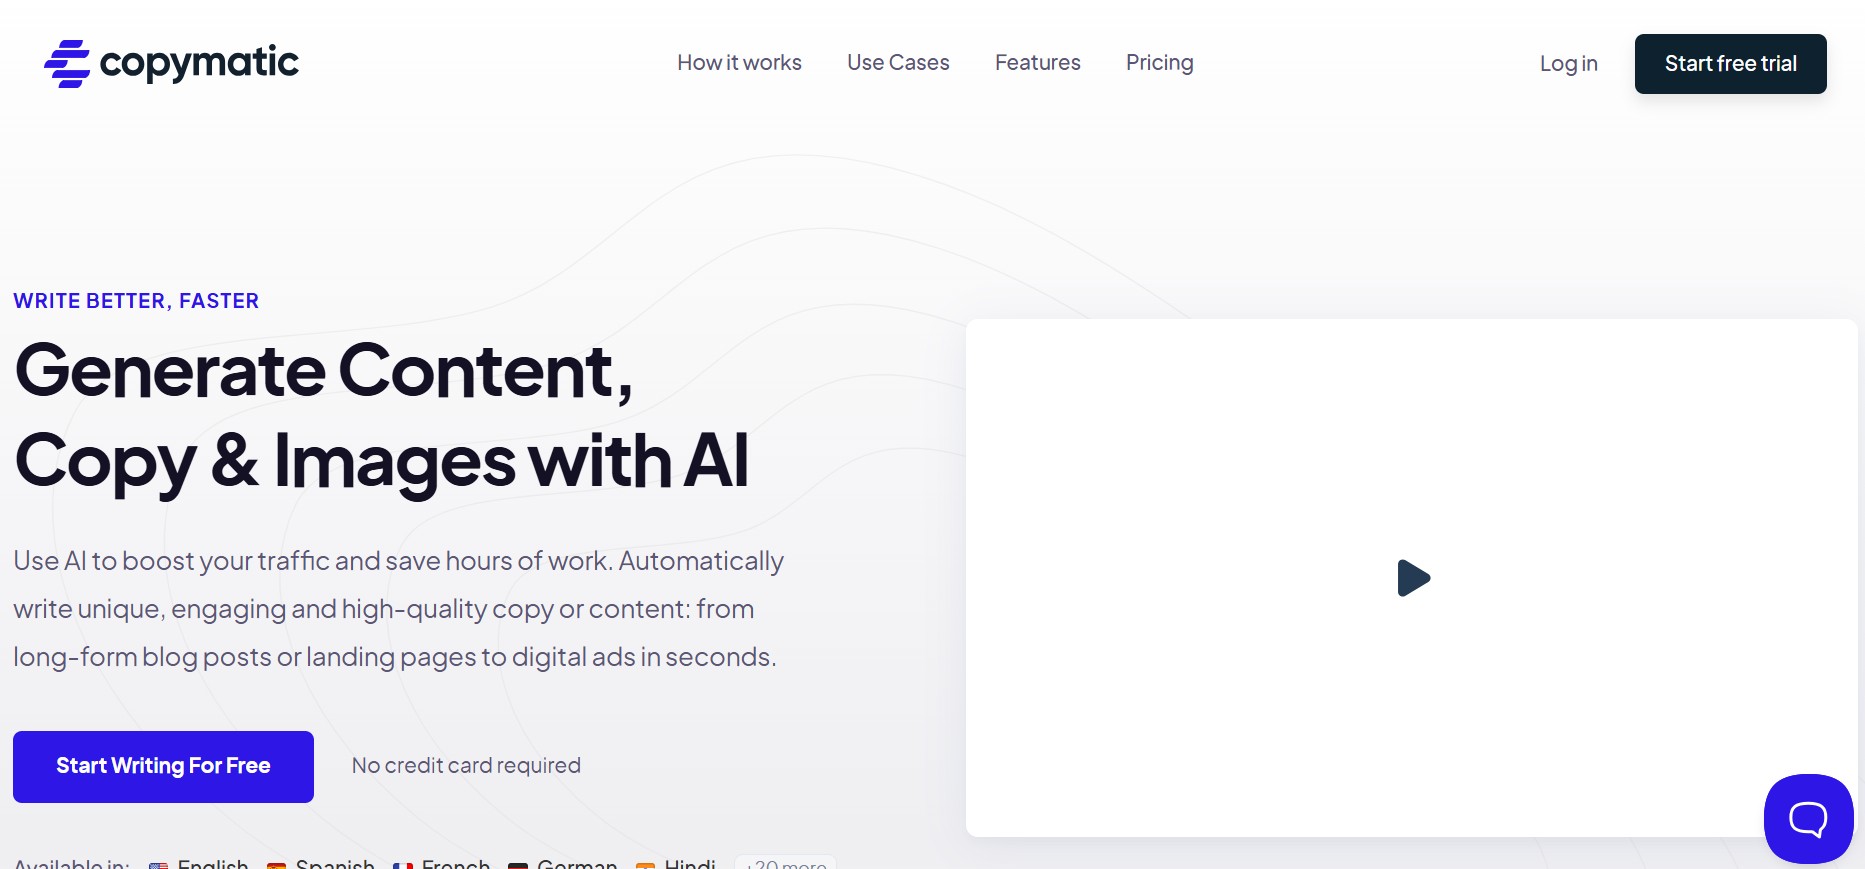 copymatic
How it works Use Cases Features Pricing
Log in Start free trial
WRITE BETTER, FASTER
Generate Content,
Copy & Images with AI
Use AI to boost your traffic and save hours of work. Automatically
write unique, engaging and high-quality copy or content: from
long-form blog posts or landing pages to digital ads in seconds.
Start Writing For Free No credit card required
Available in: English Spanish French German Hindi +20 more